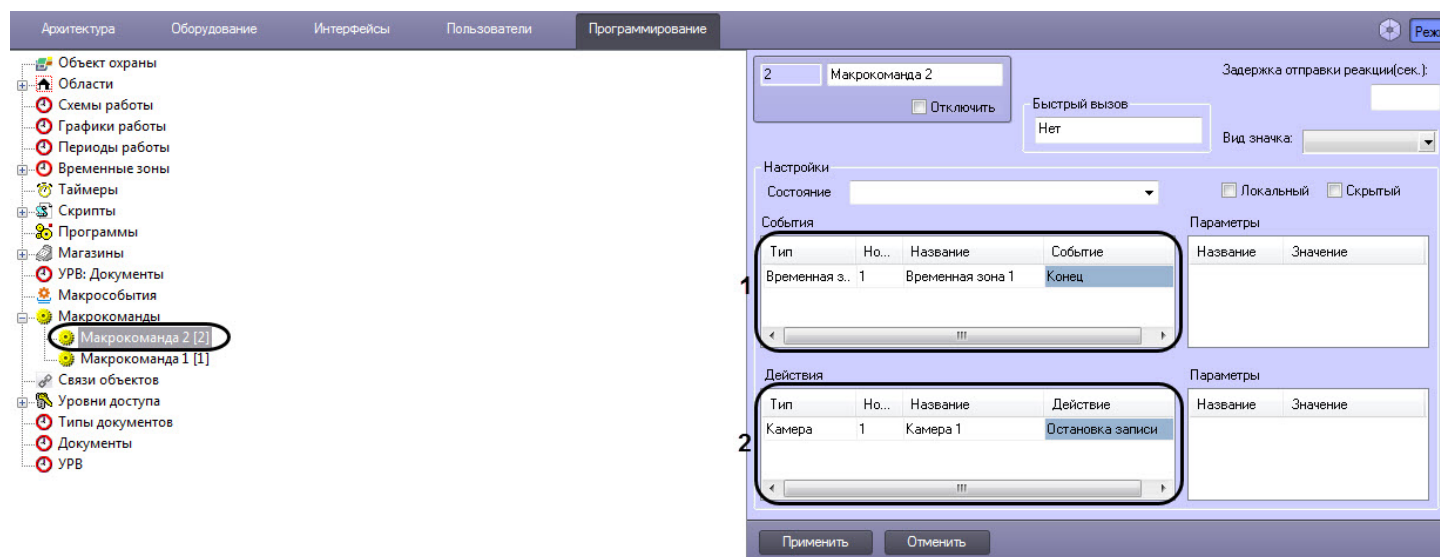 Архитектура Оборудование Интерфейсы Пользователи Программирование
Объект охраны
Области
Схемы работы
Графики работы
Периоды работы
Временные зоны
Таймеры
Скрипты
Программы
Магазины
УРВ: Документы
Макрособытия
Макрокоманды
Макрокоманда 2 [2]
Макрокоманда 1 [1]
Связи объектов
Уровни доступа
Типы документов
Документы
УРВ
2 Макрокоманда 2
Отключить
Быстрый вызов
Нет
Задержка отправки реакции(сек.):
Вид значка:
Настройки
Состояние
Локальный Скрытый
События
Тип Но... Название Событие
Временная з.. 1 Временная зона 1 Конец
1
Параметры
Название Значение
Действия
Тип Но... Название Действие
Камера 1 Камера 1 Остановка записи
2
Параметры
Название Значение
Применить Отменить